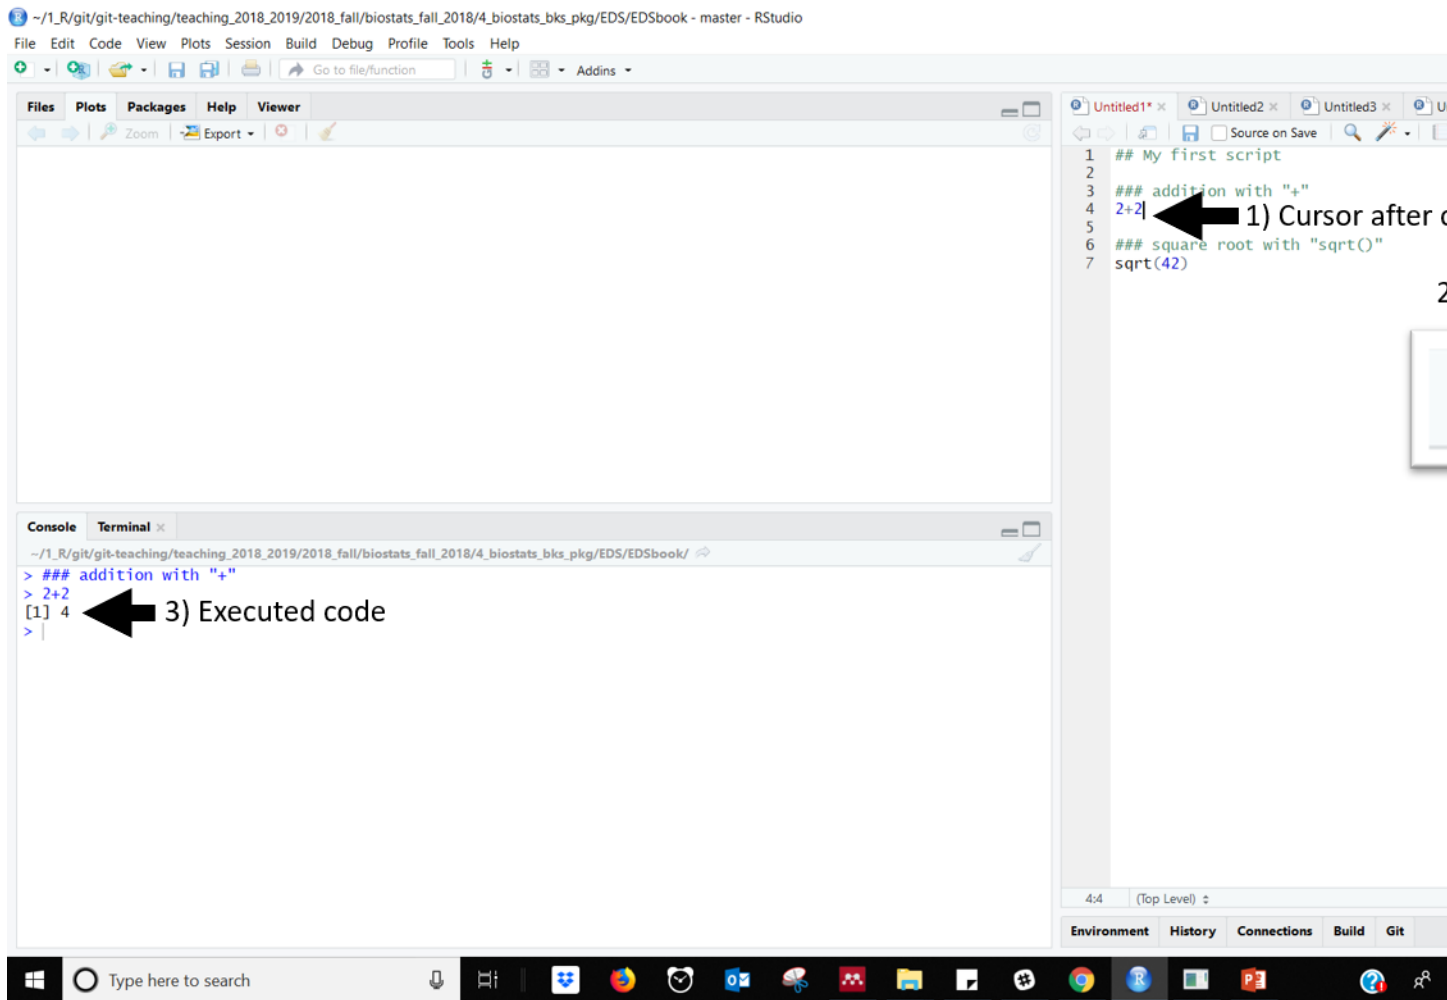 ~/1_R/git/git-teaching/teaching_2018_2019/2018_fall/biostats_fall_2018/4_biostats_bks_pkg/EDS/EDSbook - master - RStudio
File Edit Code View Plots Session Build Debug Profile Tools Help
Go to file/function Addins
Files Plots Packages Help Viewer
Zoom Export
Console Terminal
~/1_R/git/git-teaching/teaching_2018_2019/2018_fall/biostats_fall_2018/4_biostats_bks_pkg/EDS/EDSbook/
> ### addition with "+"
> 2+2
[1] 4
3) Executed code
>
Untitled1* Untitled2 Untitled3
Source on Save
1 ## My first script
2
3 ### addition with "+"
4 2+2
1) Cursor after
5
6 ### square root with "sqrt()"
7 sqrt(42)
2
4:4 (Top Level)
Environment History Connections Build Git
Type here to search